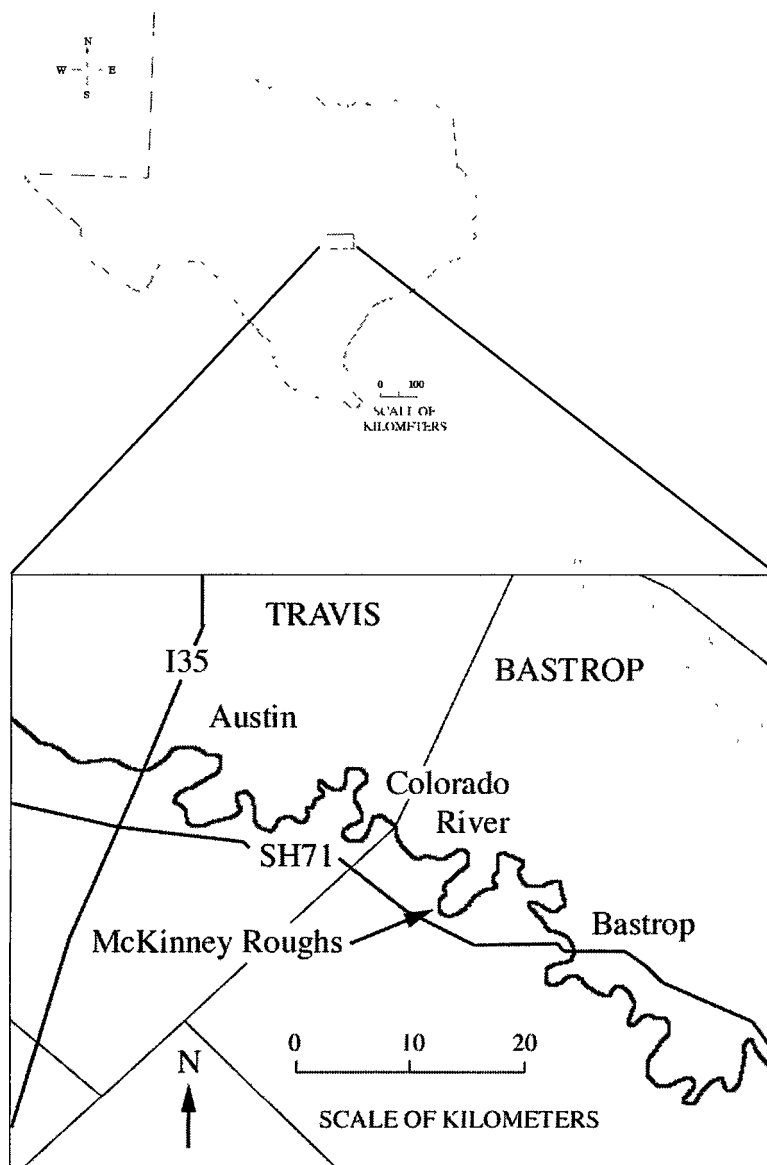 N
W E
S
0 100
SCALE OF
KILOMETERS
TRAVIS
I35
BASTROP
Austin
Colorado
River
SH71
McKinney Roughs
Bastrop
0 10 20
N
SCALE OF KILOMETERS